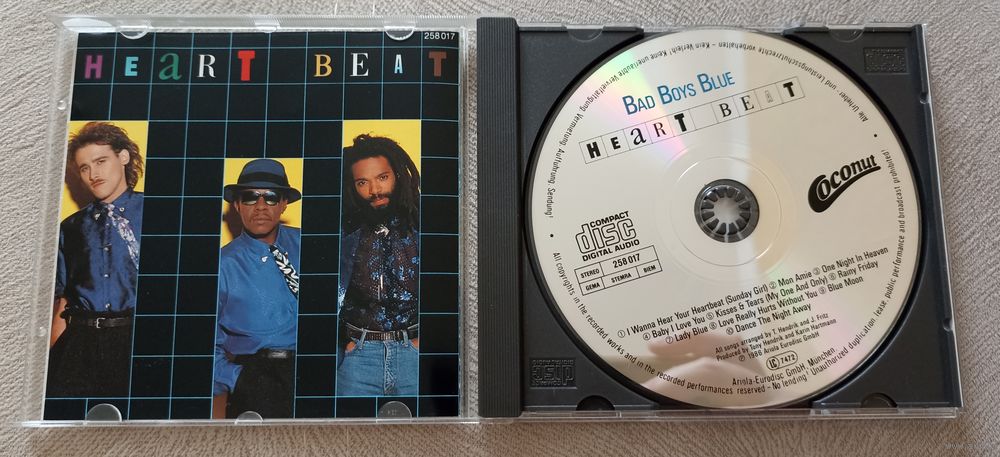 258 017
HEaRT BEAT
BAD BOYS BLUE
HEaRT BEAT
Coconut
COMPACT
disc
DIGITAL AUDIO
STEREO 258 017
GEMA STEMRA BIEM
① I Wanna Hear Your Heartbeat (Sunday Girl) ② Mon Amie ③ One Night In Heaven
④ Baby I Love You ⑤ Kisses & Tears (My One And Only) ⑥ Rainy Friday
⑦ Lady Blue ⑧ Love Really Hurts Without You ⑨ Blue Moon
Dance The Night Away
All songs arranged by T. Hendrik and J. Fritz
Produced by Tony Hendrik and Karin Hartmann
Ⓟ 1986 Ariola Eurodisc GmbH
LC 7472
Ariola-Eurodisc GmbH, München
Alle Urheber- und Leistungsschutzrechte vorbehalten - Kein Verleih! Keine unerlaubte Vervielfältigung, Vermietung, Aufführung, Sendung!
All copyrights in the recorded works and in the recorded performances reserved - No lending! Unauthorized duplication, lease public performance and broadcast prohibited!